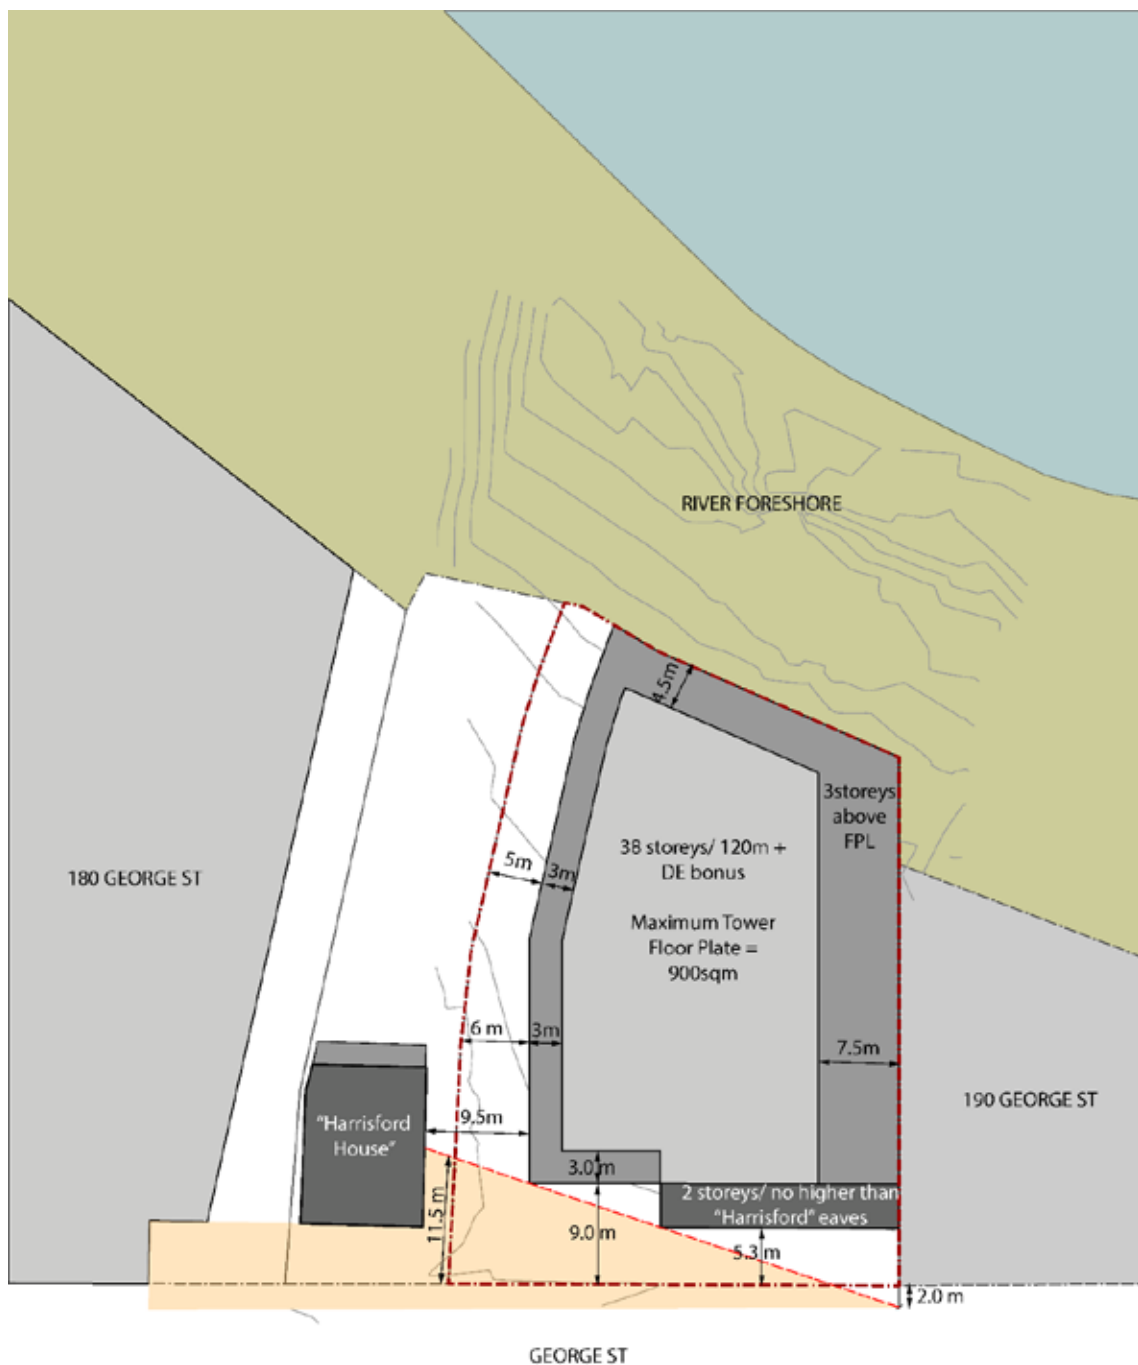 RIVER FORESHORE
4.5m
3storeys
above
FPL
38 storeys/ 120m +
DE bonus
5m
3m
180 GEORGE ST
Maximum Tower
Floor Plate =
900sqm
6 m
3m
7.5m
190 GEORGE ST
9.5m
"Harrisford
House"
3.0 m
2 storeys/ no higher than
"Harrisford" eaves
11.5 m
9.0 m
5.3 m
2.0 m
GEORGE ST